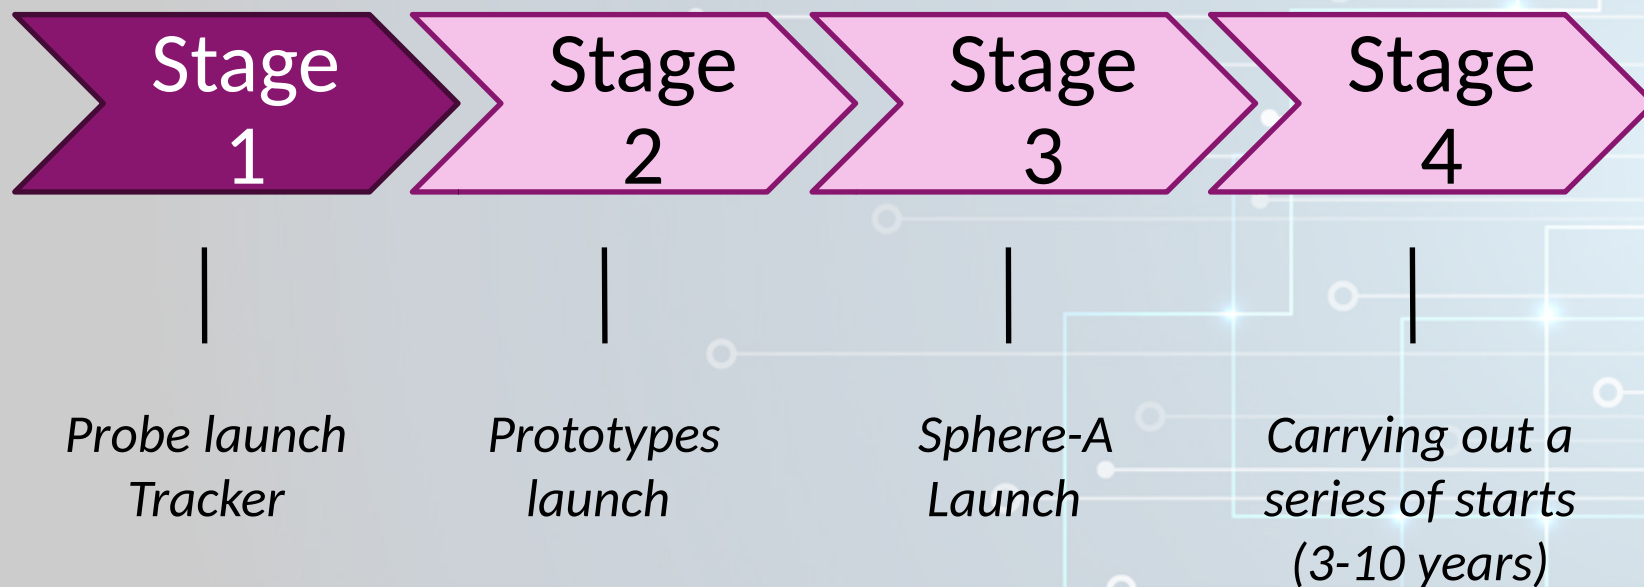 Stage
1
Stage
2
Stage
3
Stage
4
Probe launch
Tracker
Prototypes
launch
Sphere-A
Launch
Carrying out a
series of starts
(3-10 years)